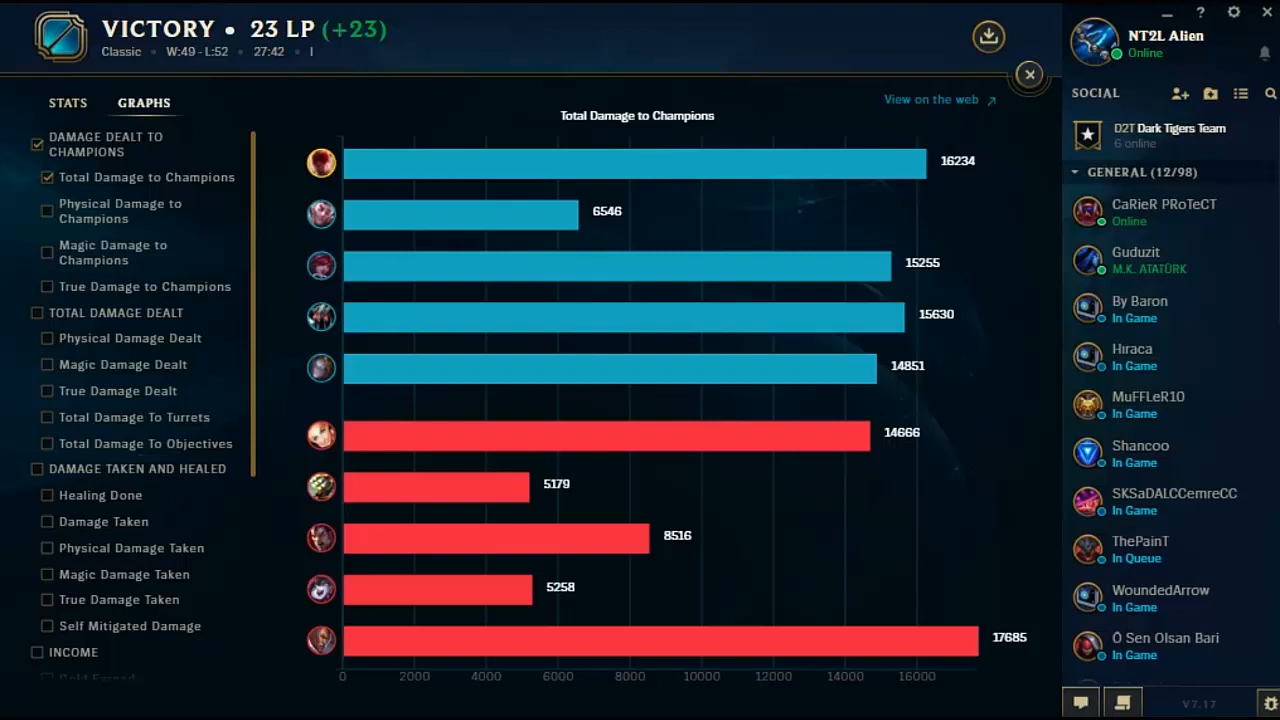 VICTORY • 23 LP (+23)
Classic • W:49 - L:52 • 27:42 • I
STATS
GRAPHS
View on the web
DAMAGE DEALT TO
CHAMPIONS
Total Damage to Champions
Physical Damage to
Champions
Magic Damage to
Champions
True Damage to Champions
TOTAL DAMAGE DEALT
Physical Damage Dealt
Magic Damage Dealt
True Damage Dealt
Total Damage To Turrets
Total Damage To Objectives
DAMAGE TAKEN AND HEALED
Healing Done
Damage Taken
Physical Damage Taken
Magic Damage Taken
True Damage Taken
Self Mitigated Damage
INCOME
Gold Earned
Total Damage to Champions
16234
6546
15255
15630
14851
14666
5179
8516
5258
17685
0 2000 4000 6000 8000 10000 12000 14000 16000
NT2L Alien
Online
SOCIAL
D2T Dark Tigers Team
6 online
GENERAL (12/98)
CaRieR PRoTeCT
Online
Guduzit
M.K. ATATÜRK
By Baron
In Game
Hıraca
In Game
MuFFLeR10
In Game
Shancoo
In Game
SKSaDALCCemreCC
In Game
ThePainT
In Queue
WoundedArrow
In Game
Ö Sen Olsan Bari
In Game
V7.17